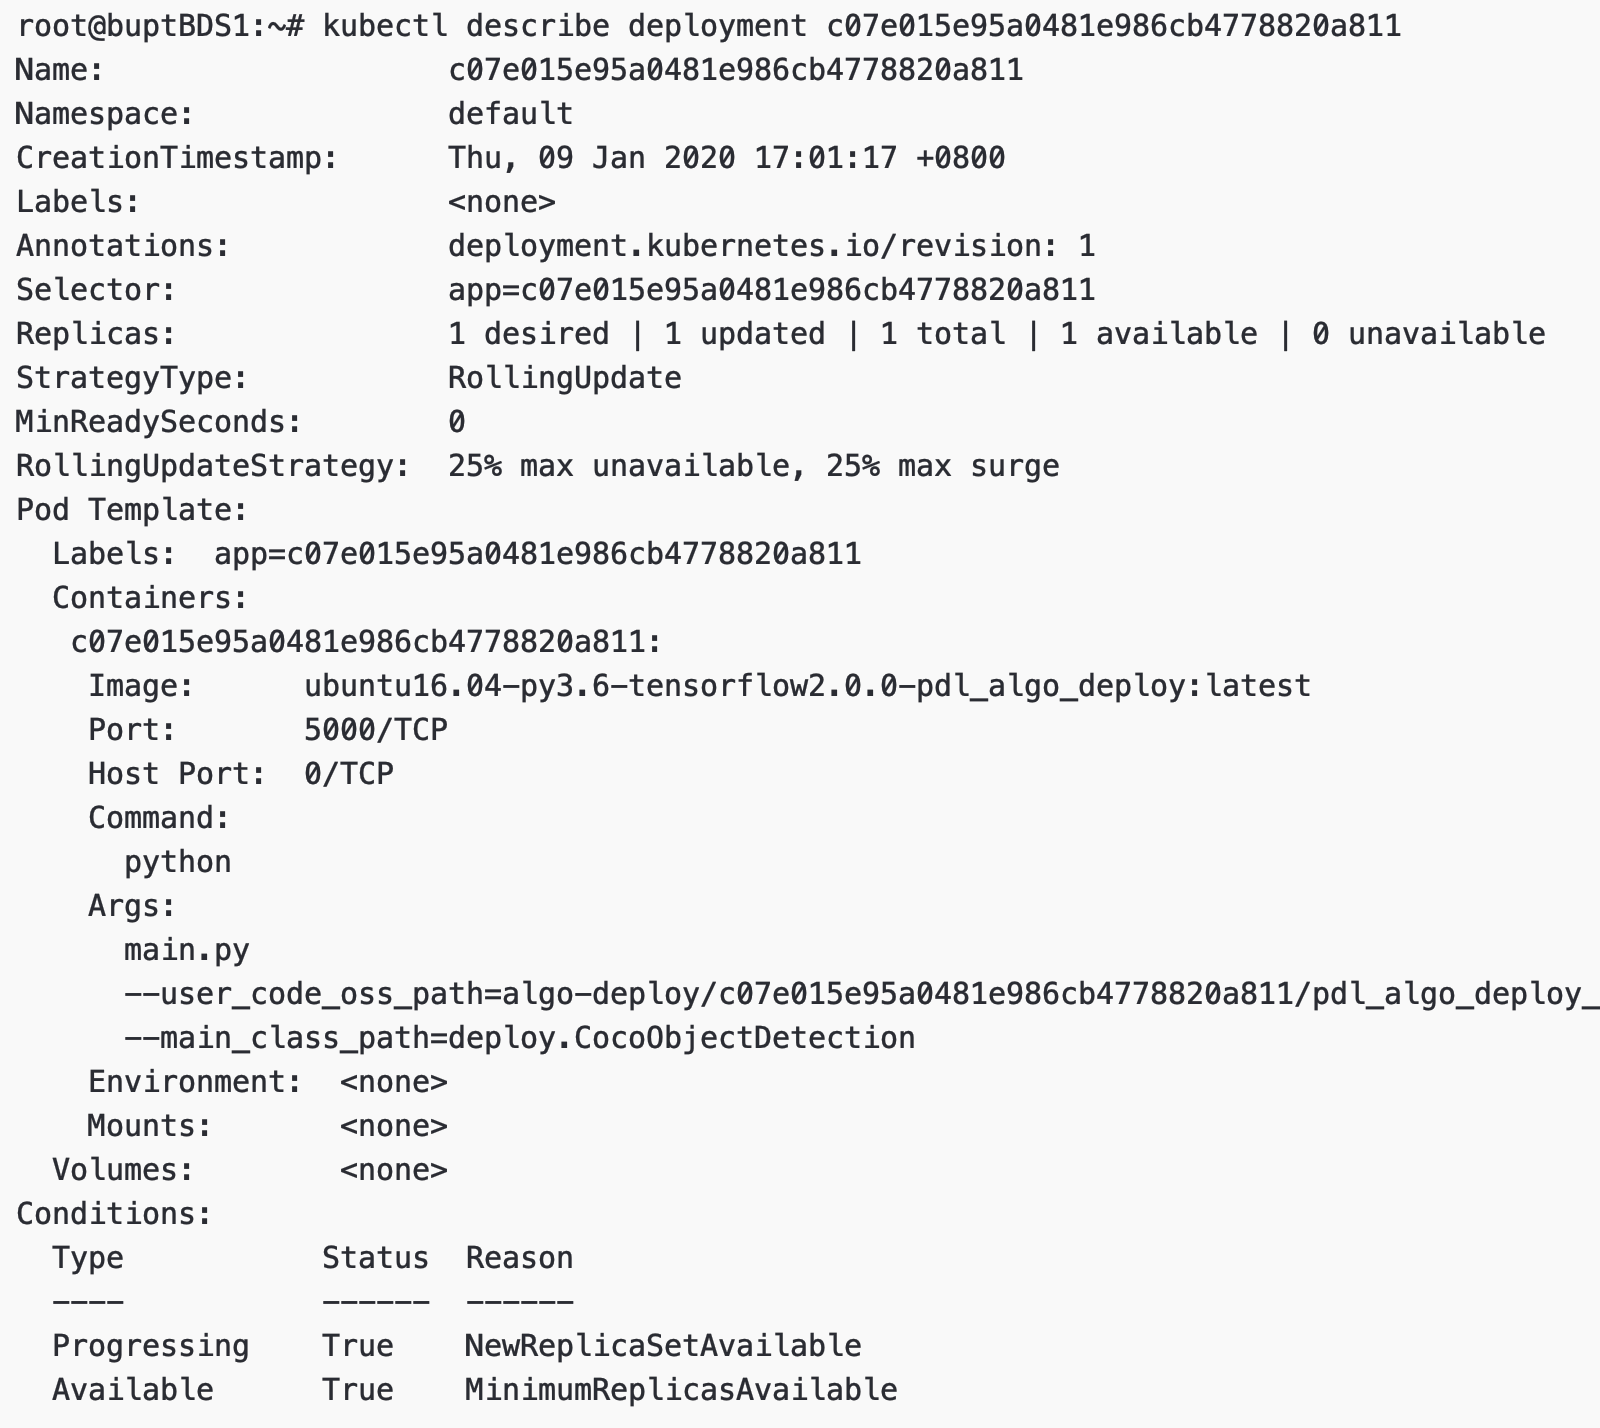 root@buptBDS1:~# kubectl describe deployment c07e015e95a0481e986cb4778820a811
Name:                   c07e015e95a0481e986cb4778820a811
Namespace:              default
CreationTimestamp:      Thu, 09 Jan 2020 17:01:17 +0800
Labels:                 <none>
Annotations:            deployment.kubernetes.io/revision: 1
Selector:               app=c07e015e95a0481e986cb4778820a811
Replicas:               1 desired | 1 updated | 1 total | 1 available | 0 unavailable
StrategyType:           RollingUpdate
MinReadySeconds:        0
RollingUpdateStrategy:  25% max unavailable, 25% max surge
Pod Template:
  Labels:  app=c07e015e95a0481e986cb4778820a811
  Containers:
   c07e015e95a0481e986cb4778820a811:
    Image:      ubuntu16.04-py3.6-tensorflow2.0.0-pdl_algo_deploy:latest
    Port:       5000/TCP
    Host Port:  0/TCP
    Command:
      python
    Args:
      main.py
      --user_code_oss_path=algo-deploy/c07e015e95a0481e986cb4778820a811/pdl_algo_deploy_
      --main_class_path=deploy.CocoObjectDetection
    Environment:  <none>
    Mounts:       <none>
  Volumes:        <none>
Conditions:
  Type           Status  Reason
  ----           ------  ------
  Progressing    True    NewReplicaSetAvailable
  Available      True    MinimumReplicasAvailable